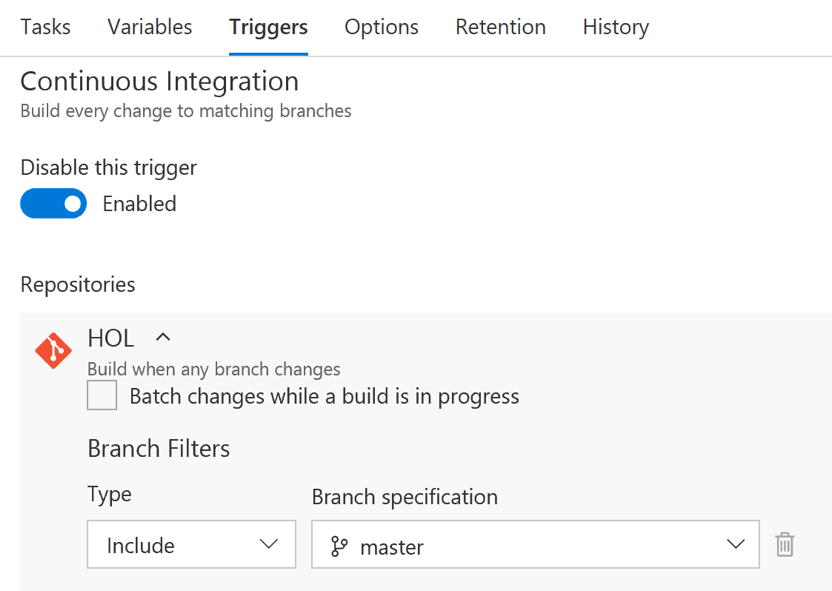 Tasks Variables Triggers Options Retention History
Continuous Integration
Build every change to matching branches
Disable this trigger
Enabled
Repositories
HOL
Build when any branch changes
Batch changes while a build is in progress
Branch Filters
Type Branch specification
Include master